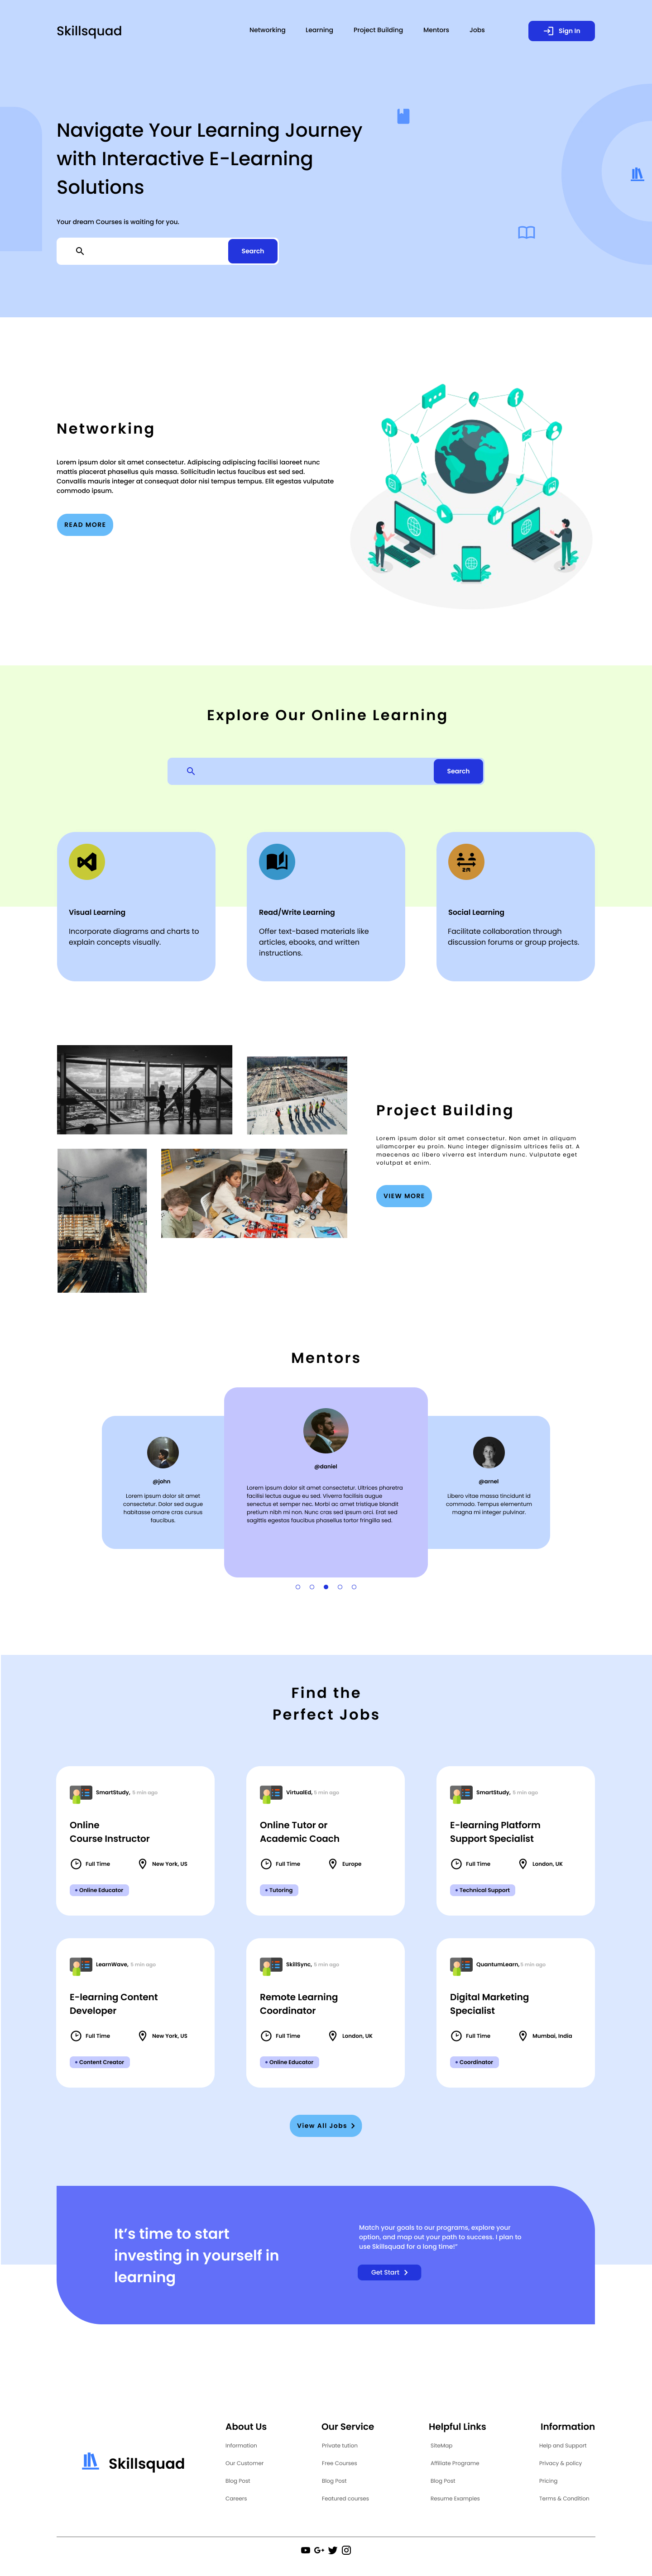 Skillsquad
Networking
Learning
Project Building
Mentors
Jobs
Sign In
Navigate Your Learning Journey
with Interactive E-Learning
Solutions
Your dream Courses is waiting for you.
Search
Networking
Lorem ipsum dolor sit amet consectetur. Adipiscing adipiscing facilisi laoreet nunc
mattis placerat phasellus quis massa. Sollicitudin lectus faucibus est sed sed.
Convallis mauris integer at consequat dolor nisi tempus tempus. Elit egestas vulputate
commodo ipsum.
READ MORE
Explore Our Online Learning
Search
Visual Learning
Incorporate diagrams and charts to
explain concepts visually.
Read/Write Learning
Offer text-based materials like
articles, ebooks, and written
instructions.
2M
Social Learning
Facilitate collaboration through
discussion forums or group projects.
Project Building
Lorem ipsum dolor sit amet consectetur. Non amet in aliquam
ullamcorper eu proin. Nunc integer dignissim ultrices felis at. A
maecenas ac libero viverra est interdum nunc. Vulputate eget
volutpat et enim.
VIEW MORE
Mentors
@john
Lorem ipsum dolor sit amet
consectetur. Dolor sed augue
habitasse ornare cras cursus
faucibus.
@daniel
Lorem ipsum dolor sit amet consectetur. Ultrices pharetra
facilisi lectus augue eu sed. Viverra facilisis augue
senectus et semper nec. Morbi ac amet tristique blandit
pretium nibh mi non. Nunc cras sed ipsum orci. Erat sed
sagittis egestas faucibus phasellus tortor fringilla sed.
@arnel
Libero vitae massa tincidunt id
commodo. Tempus elementum
magna mi integer pulvinar.
Find the
Perfect Jobs
SmartStudy, 5 min ago
Online
Course Instructor
Full Time
New York, US
+ Online Educator
VirtualEd, 5 min ago
Online Tutor or
Academic Coach
Full Time
Europe
+ Tutoring
SmartStudy, 5 min ago
E-learning Platform
Support Specialist
Full Time
London, UK
+ Technical Support
LearnWave, 5 min ago
E-learning Content
Developer
Full Time
New York, US
+ Content Creator
SkillSync, 5 min ago
Remote Learning
Coordinator
Full Time
London, UK
+ Online Educator
QuantumLearn, 5 min ago
Digital Marketing
Specialist
Full Time
Mumbai, India
+ Coordinator
View All Jobs
It's time to start
investing in yourself in
learning
Match your goals to our programs, explore your
option, and map out your path to success. I plan to
use Skillsquad for a long time!"
Get Start
Skillsquad
About Us
Information
Our Customer
Blog Post
Careers
Our Service
Private tution
Free Courses
Blog Post
Featured courses
Helpful Links
SiteMap
Affiliate Programe
Blog Post
Resume Examples
Information
Help and Support
Privacy & policy
Pricing
Terms & Condition
G+